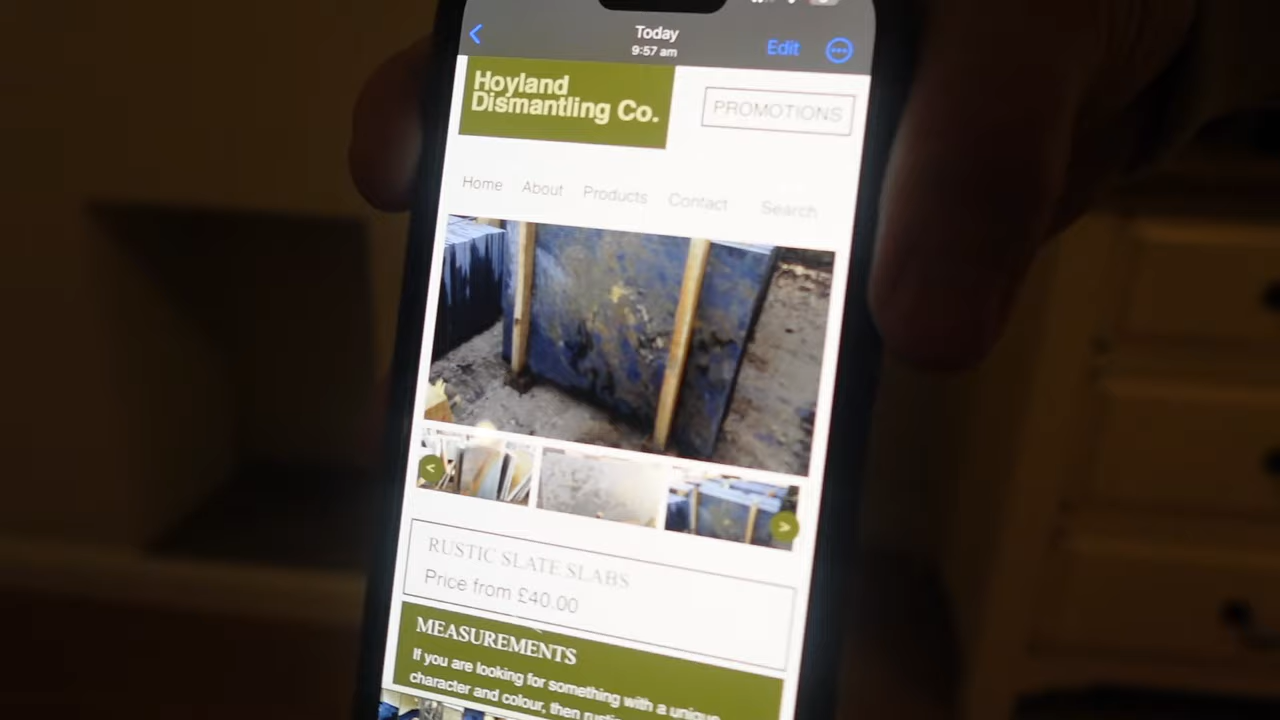 Today
9:57 am
Edit
Hoyland
Dismantling Co.
PROMOTIONS
Home About Products Contact Search
<
>
RUSTIC SLATE SLABS
Price from £40.00
MEASUREMENTS
If you are looking for something with a unique
character and colour, then rustic